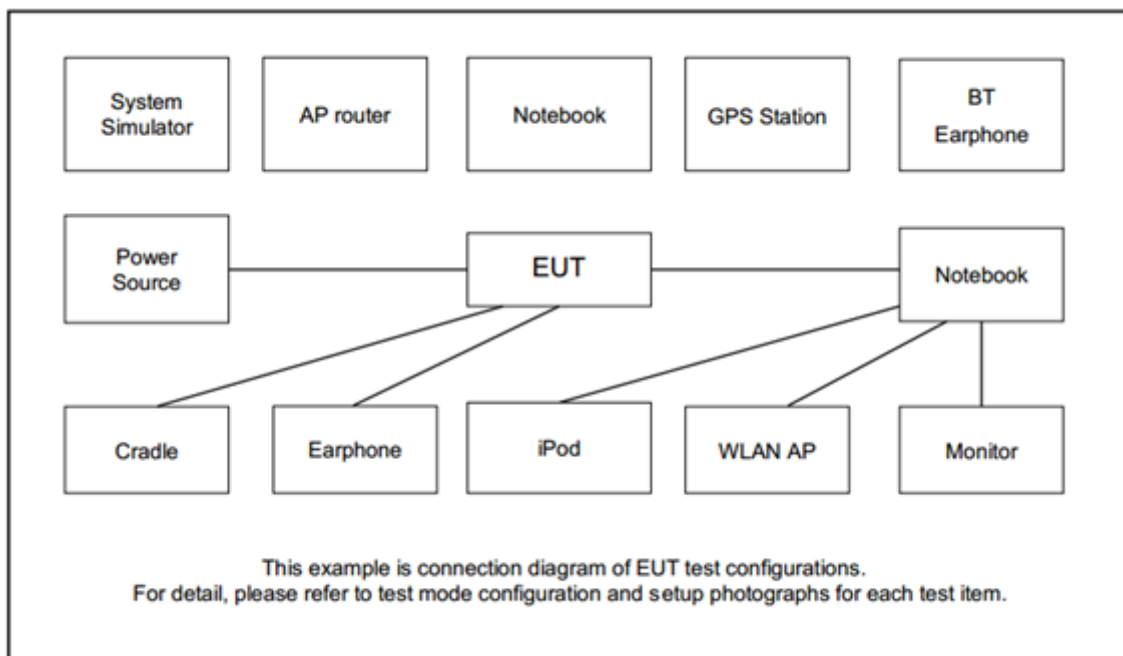 System
Simulator
AP router
Notebook
GPS Station
BT
Earphone
Power
Source
EUT
Notebook
Cradle
Earphone
iPod
WLAN AP
Monitor
This example is connection diagram of EUT test configurations.
For detail, please refer to test mode configuration and setup photographs for each test item.